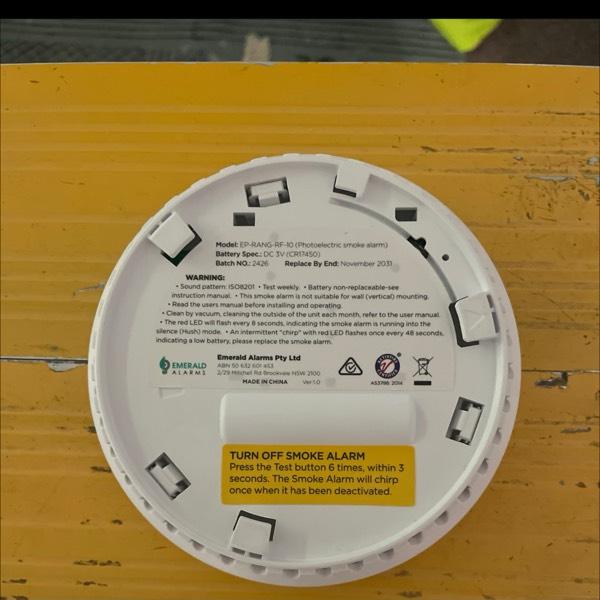 Model: EP-RANG-RF-10 (Photoelectric smoke alarm)
Battery Spec.: DC 3V (CR17450)
Batch NO.: 2426 Replace By End: November 2031
WARNING:
• Sound pattern: ISO8201 • Test weekly. • Battery non-replaceable-see
instruction manual. • This smoke alarm is not suitable for wall (vertical) mounting.
• Read the users manual before installing and operating.
• Clean by vacuum, cleaning the outside of the unit each month, refer to user manual.
• The red LED will flash every 8 seconds, indicating the smoke alarm is running into the
silence (Hush) mode. • An intermittent "chirp" with red LED flashes once every 48 seconds,
indicating a low battery, please replace the smoke alarm.
EMERALD
ALARMS
Emerald Alarms Pty Ltd
ABN 50 632 601 453
2/29 Mitchell Rd Brookvale NSW 2100
MADE IN CHINA Ver 1.0
AS3786 2014
TURN OFF SMOKE ALARM
Press the Test button 6 times, within 3
seconds. The Smoke Alarm will chirp
once when it has been deactivated.